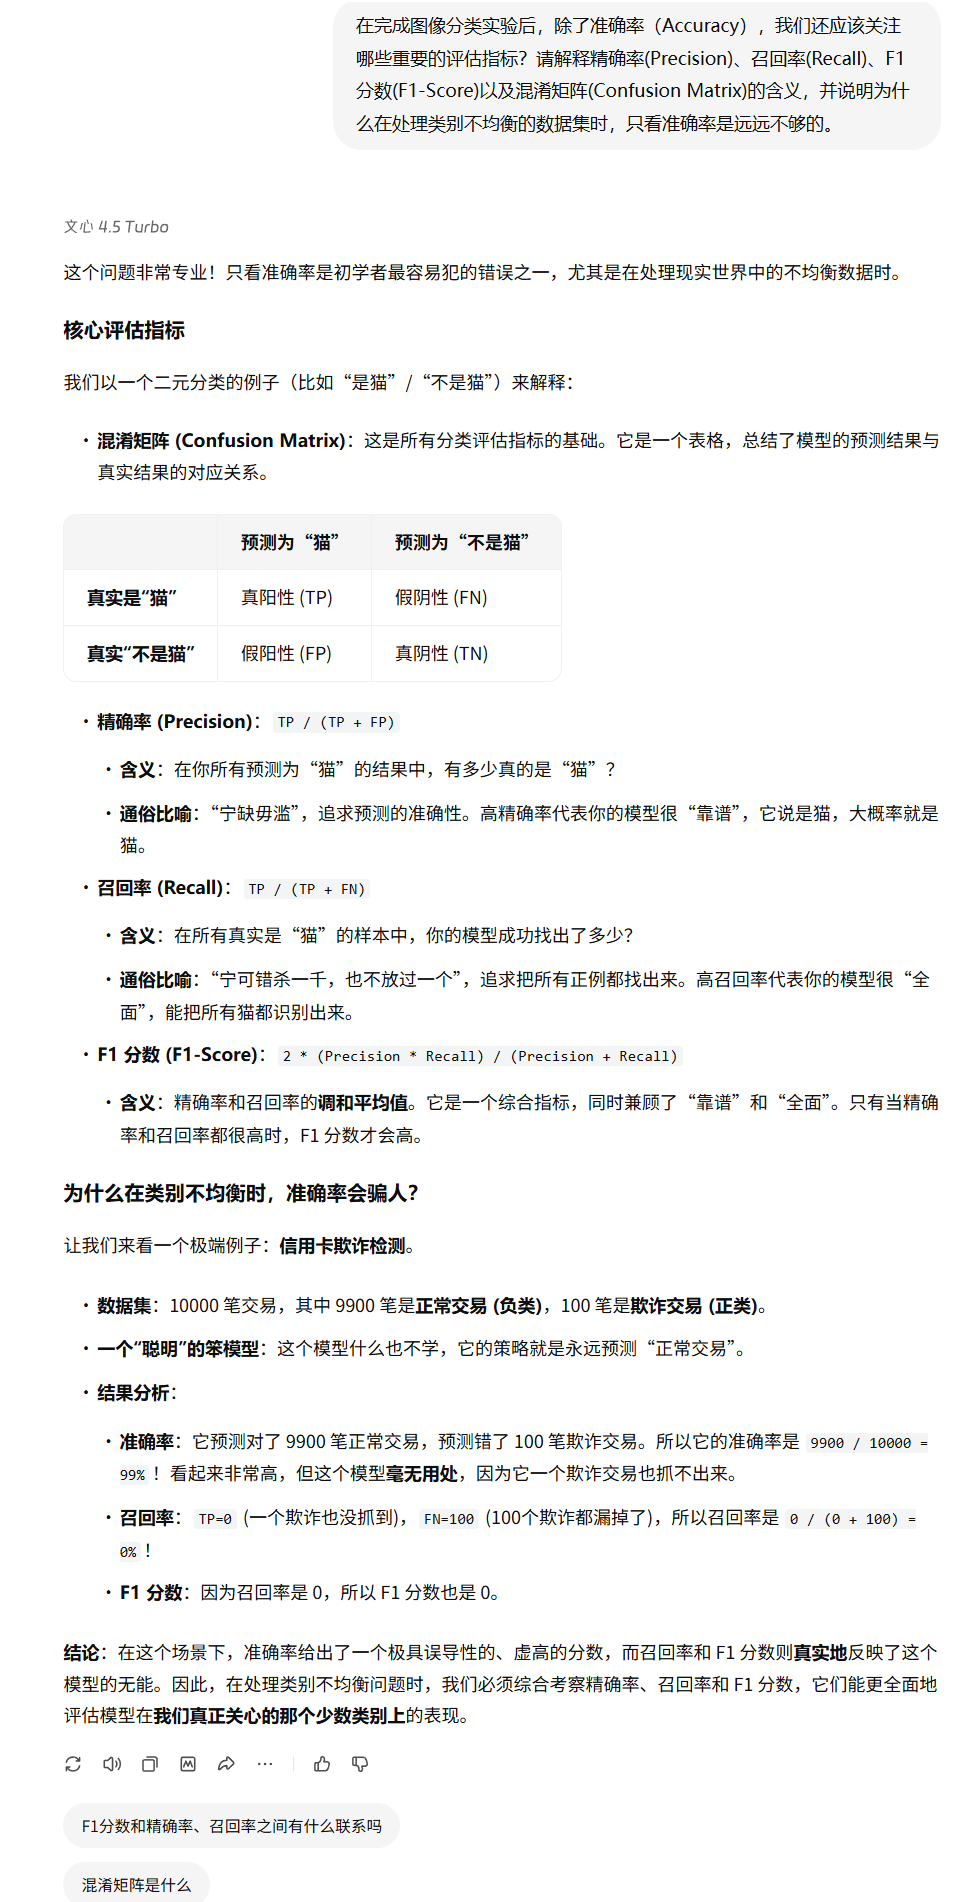 在完成图像分类实验后，除了准确率（Accuracy），我们还应该关注
哪些重要的评估指标？请解释精确率(Precision)、召回率(Recall)、F1
分数(F1-Score)以及混淆矩阵(Confusion Matrix)的含义，并说明为什
么在处理类别不均衡的数据集时，只看准确率是远远不够的。
文心 4.5 Turbo
这个问题非常专业！只看准确率是初学者最容易犯的错误之一，尤其是在处理现实世界中的不均衡数据时。
核心评估指标
我们以一个二元分类的例子（比如“是猫” /“不是猫”）来解释：
• 混淆矩阵 (Confusion Matrix)：这是所有分类评估指标的基础。它是一个表格，总结了模型的预测结果与
真实结果的对应关系。
预测为“猫” 预测为“不是猫”
真实是“猫” 真阳性 (TP) 假阴性 (FN)
真实“不是猫” 假阳性 (FP) 真阴性 (TN)
• 精确率 (Precision)： TP / (TP + FP)
• 含义：在你所有预测为“猫”的结果中，有多少真的是“猫”？
• 通俗比喻：“宁缺毋滥”，追求预测的准确性。高精确率代表你的模型很“靠谱”，它说是猫，大概率就是
猫。
• 召回率 (Recall)： TP / (TP + FN)
• 含义：在所有真实是“猫”的样本中，你的模型成功找出了多少？
• 通俗比喻：“宁可错杀一千，也不放过一个”，追求把所有正例都找出来。高召回率代表你的模型很“全
面”，能把所有猫都识别出来。
• F1 分数 (F1-Score)： 2 * (Precision * Recall) / (Precision + Recall)
• 含义：精确率和召回率的调和平均值。它是一个综合指标，同时兼顾了“靠谱”和“全面”。只有当精确
率和召回率都很高时，F1 分数才会高。
为什么在类别不均衡时，准确率会骗人？
让我们来看一个极端例子：信用卡欺诈检测。
• 数据集：10000 笔交易，其中 9900 笔是正常交易 (负类)，100 笔是欺诈交易 (正类)。
• 一个“聪明”的笨模型：这个模型什么也不学，它的策略就是永远预测“正常交易”。
• 结果分析：
• 准确率：它预测对了 9900 笔正常交易，预测错了 100 笔欺诈交易。所以它的准确率是 9900 / 10000 =
99% ！看起来非常高，但这个模型毫无用处，因为它一个欺诈交易也抓不出来。
• 召回率： TP=0 (一个欺诈也没抓到)， FN=100 (100个欺诈都漏掉了)，所以召回率是 0 / (0 + 100) =
0% ！
• F1 分数：因为召回率是 0，所以 F1 分数也是 0。
结论：在这个场景下，准确率给出了一个极具误导性的、虚高的分数，而召回率和 F1 分数则真实地反映了这个
模型的无能。因此，在处理类别不均衡问题时，我们必须综合考察精确率、召回率和 F1 分数，它们能更全面地
评估模型在我们真正关心的那个少数类别上的表现。
F1分数和精确率、召回率之间有什么联系吗
混淆矩阵是什么